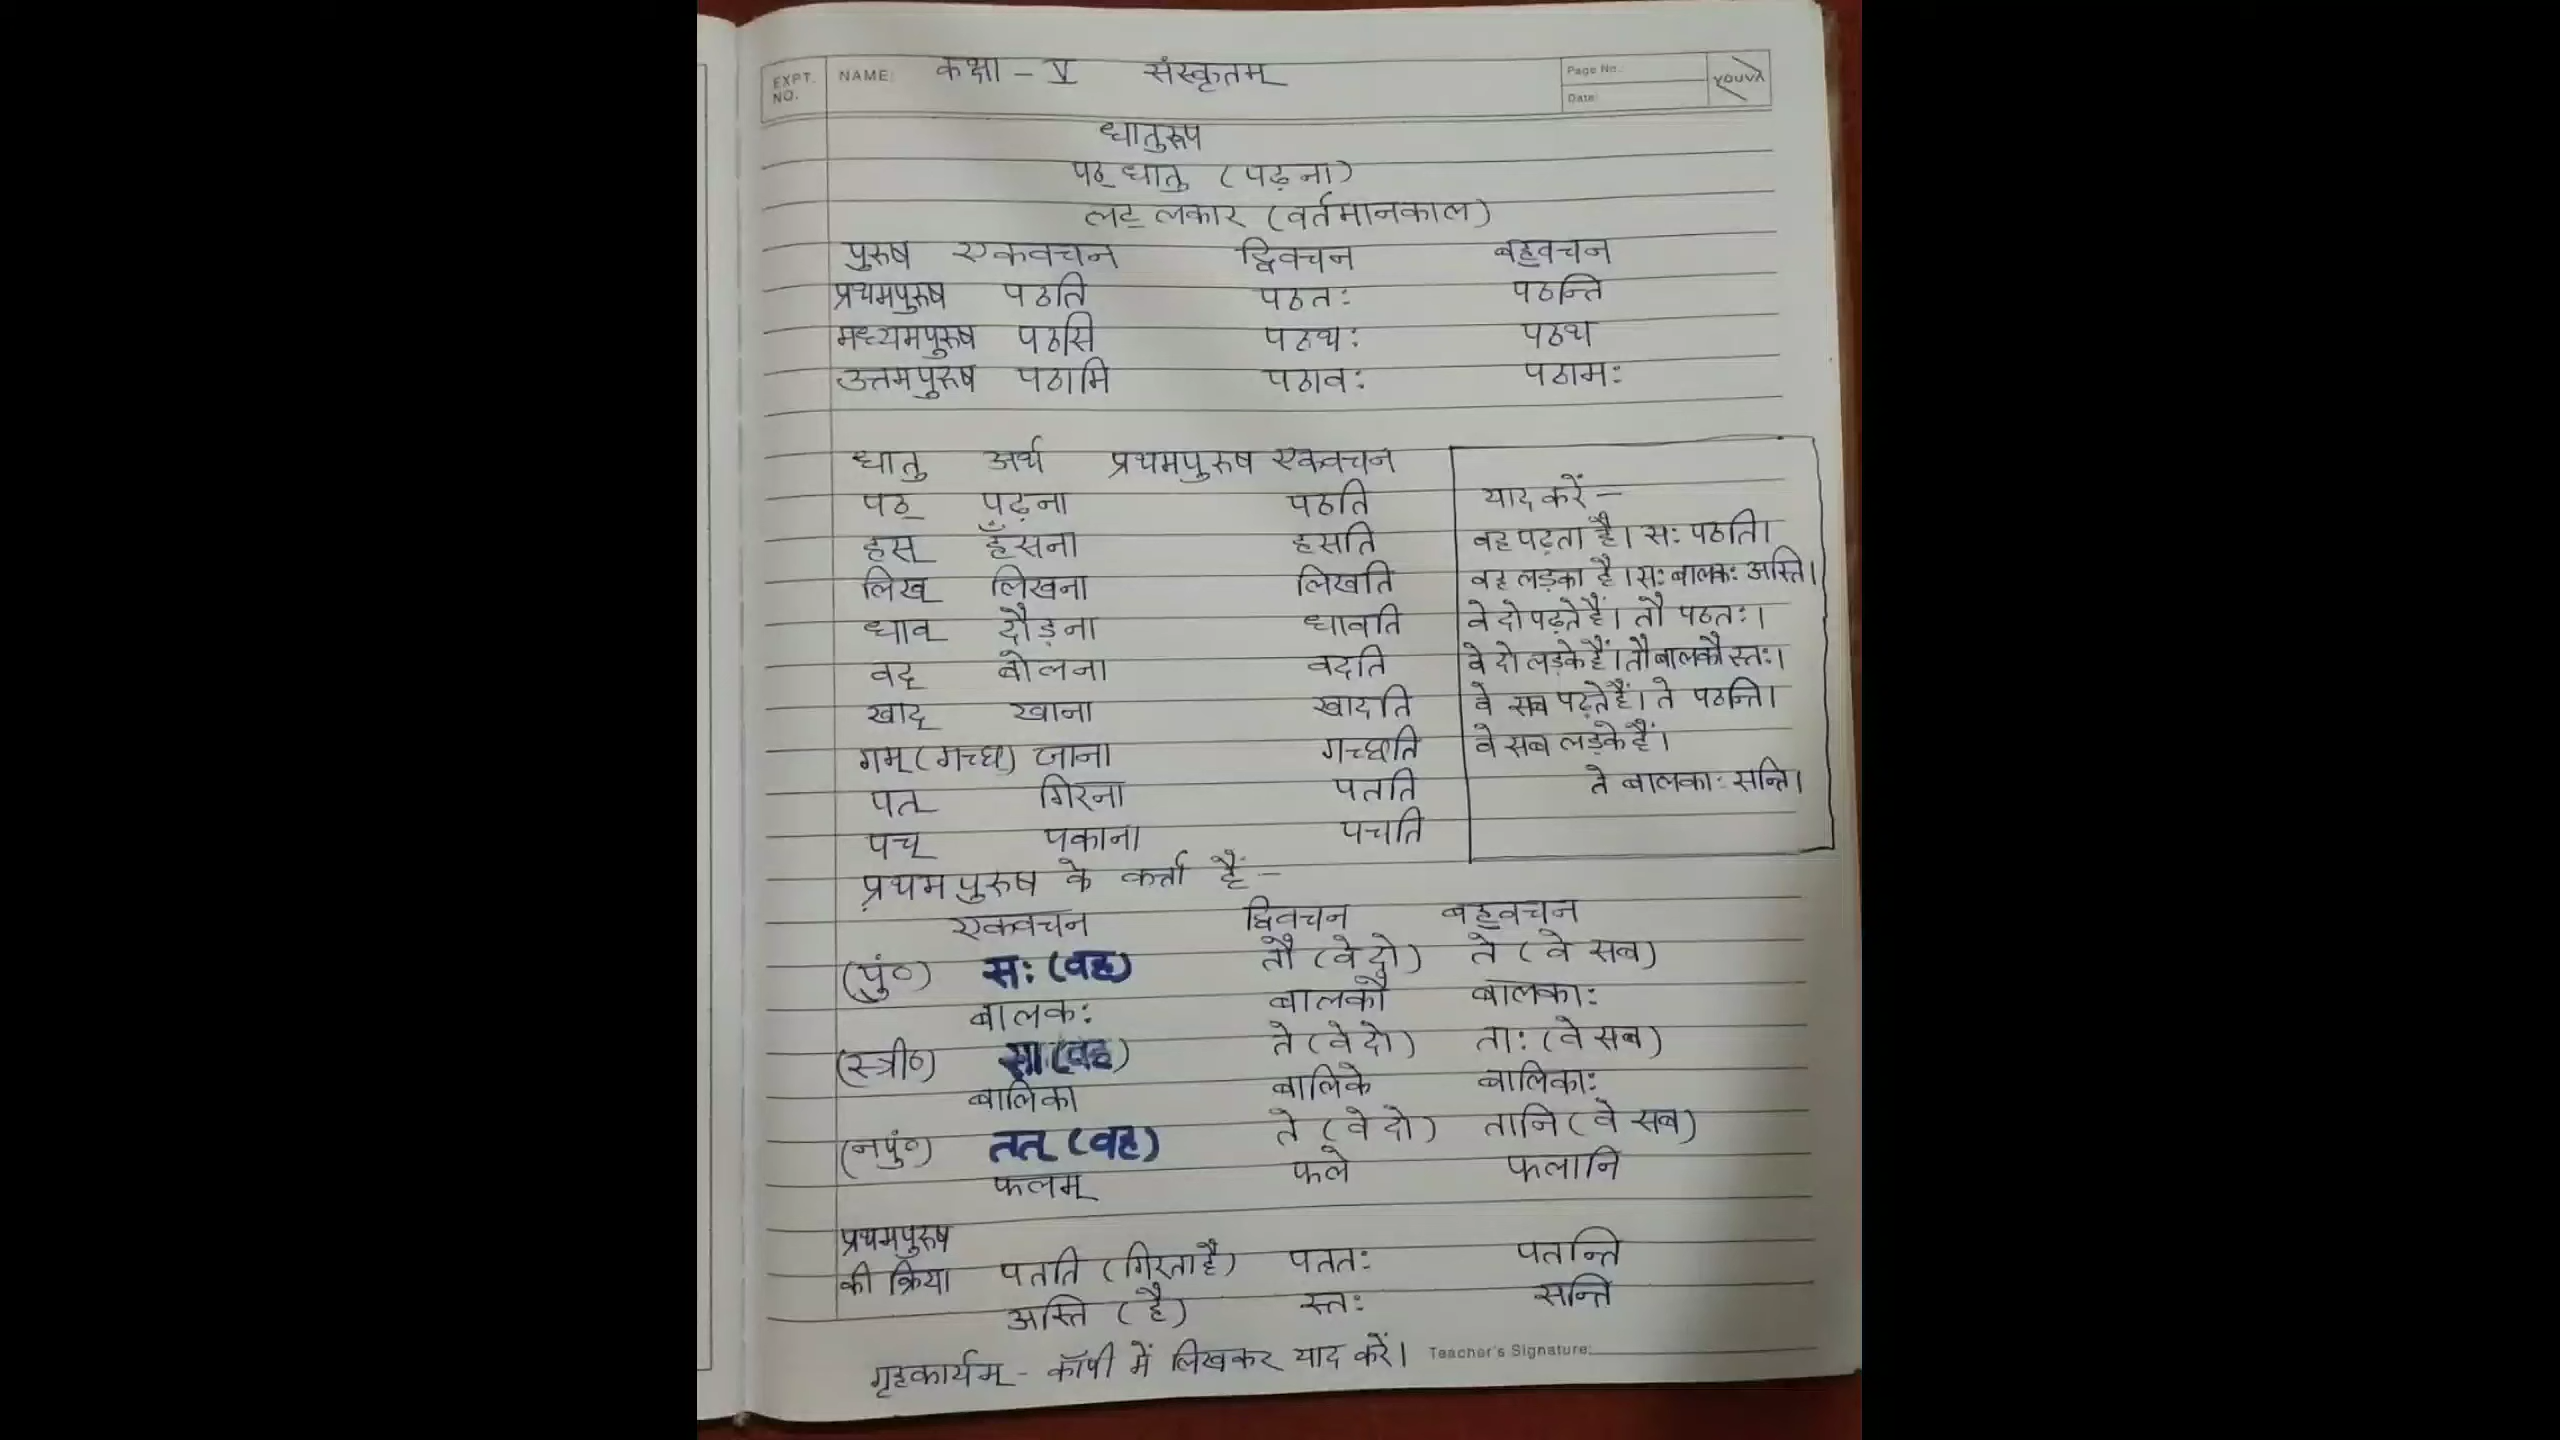 EXPT. NO. NAME: कक्षा - V संस्कृतम् Page No. Date: youva
धातुरूप
पठ् धातु (पढ़ना)
लट् लकार (वर्तमानकाल)
पुरुष एकवचन द्विवचन बहुवचन
प्रथमपुरुष पठति पठतः पठन्ति
मध्यमपुरुष पठसि पठथः पठथ
उत्तमपुरुष पठामि पठावः पठामः
धातु अर्थ प्रथमपुरुष एकवचन
पठ् पढ़ना पठति
हस् हँसना हसति
लिख् लिखना लिखति
धाव् दौड़ना धावति
वद् बोलना वदति
खाद् खाना खादति
गम् (गच्छ) जाना गच्छति
पत् गिरना पतति
पच् पकाना पचति
याद करें -
वह पढ़ता है। सः पठति।
वह लड़का है। सः बालकः अस्ति।
वे दो पढ़ते हैं। तौ पठतः।
वे दो लड़के हैं। तौ बालकौ स्तः।
वे सब पढ़ते हैं। ते पठन्ति।
वे सब लड़के हैं।
ते बालकाः सन्ति।
प्रथमपुरुष के कर्त्ता हैं -
एकवचन द्विवचन बहुवचन
(पुं०) सः (वह) तौ (वे दो) ते (वे सब)
बालकः बालकौ बालकाः
(स्त्री०) सा (वह) ते (वे दो) ताः (वे सब)
बालिका बालिके बालिकाः
(नपुं०) तत् (वह) ते (वे दो) तानि (वे सब)
फलम् फले फलानि
प्रथमपुरुष
की क्रिया पतति (गिरता है) पततः पतन्ति
अस्ति (है) स्तः सन्ति
गृहकार्यम् - कॉपी में लिखकर याद करें। Teacher's Signature: